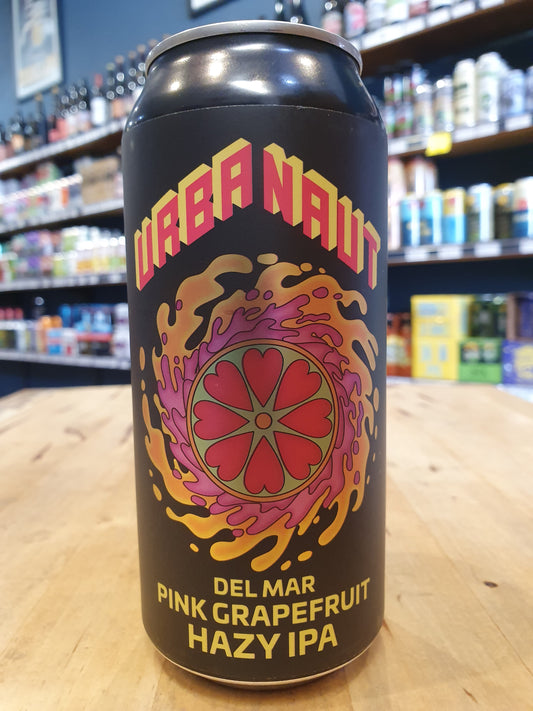 URBANAUT
DEL MAR
PINK GRAPEFRUIT
HAZY IPA